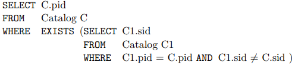 SELECT C.pid
FROM Catalog C
WHERE EXISTS (SELECT C1.sid
FROM Catalog C1
WHERE C1.pid = C.pid AND C1.sid ≠ C.sid )